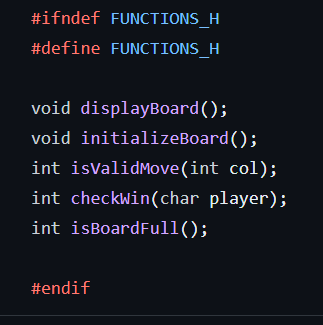 #ifndef FUNCTIONS_H
#define FUNCTIONS_H
void displayBoard();
void initializeBoard();
int isValidMove(int col);
int checkWin(char player);
int isBoardFull();
#endif